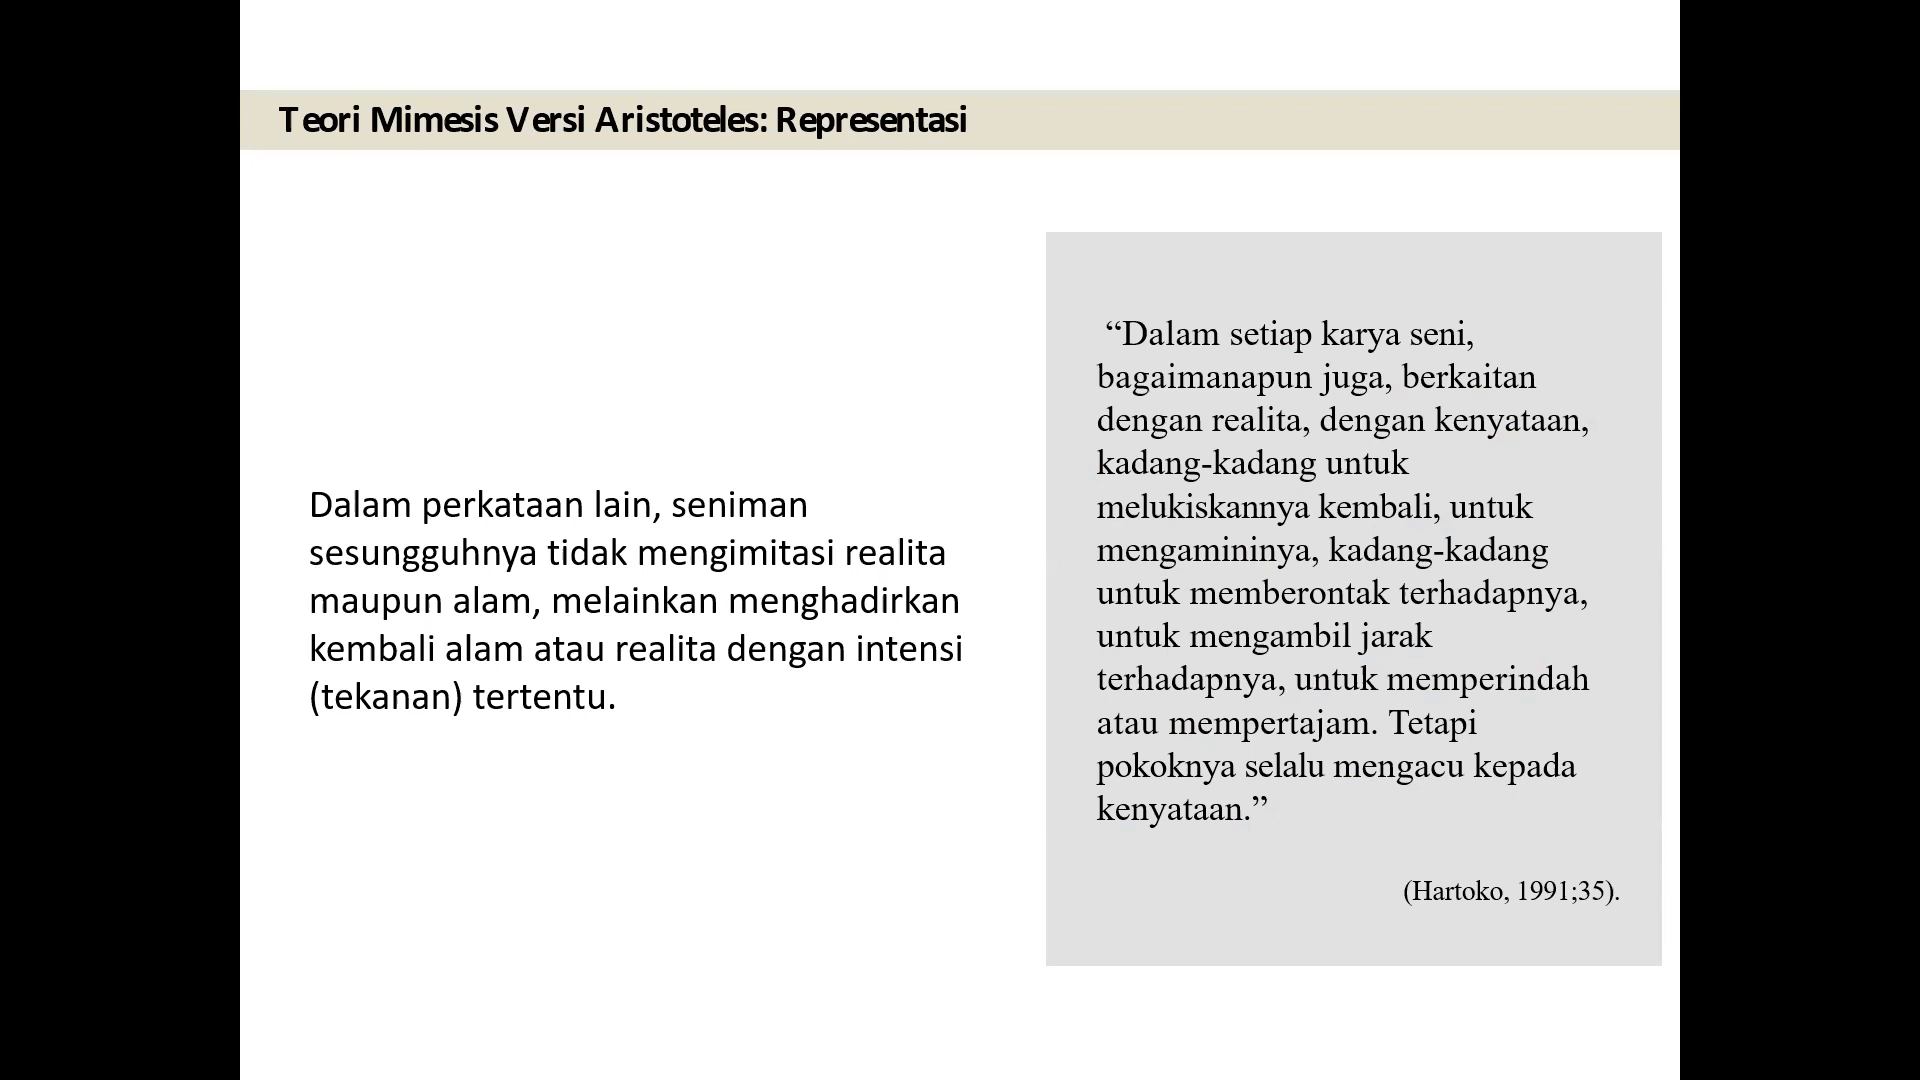 Teori Mimesis Versi Aristoteles: Representasi
Dalam perkataan lain, seniman
sesungguhnya tidak mengimitasi realita
maupun alam, melainkan menghadirkan
kembali alam atau realita dengan intensi
(tekanan) tertentu.
“Dalam setiap karya seni,
bagaimanapun juga, berkaitan
dengan realita, dengan kenyataan,
kadang-kadang untuk
melukiskannya kembali, untuk
mengamininya, kadang-kadang
untuk memberontak terhadapnya,
untuk mengambil jarak
terhadapnya, untuk memperindah
atau mempertajam. Tetapi
pokoknya selalu mengacu kepada
kenyataan.”
(Hartoko, 1991;35).